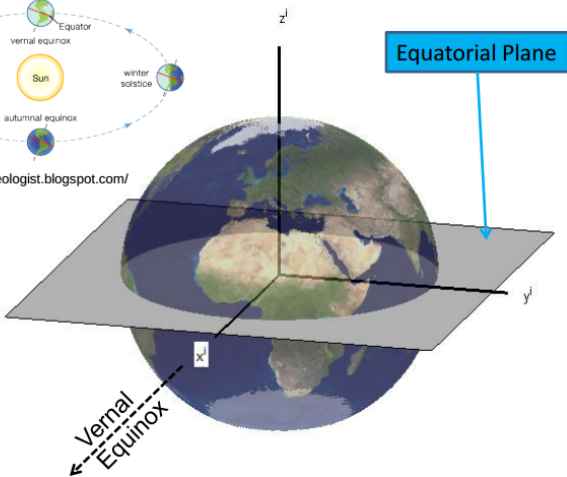 Equator
vernal equinox
Sun
winter
solstice
autumnal equinox
eologist.blogspot.com/
zⁱ
Equatorial Plane
yⁱ
xⁱ
Vernal
Equinox